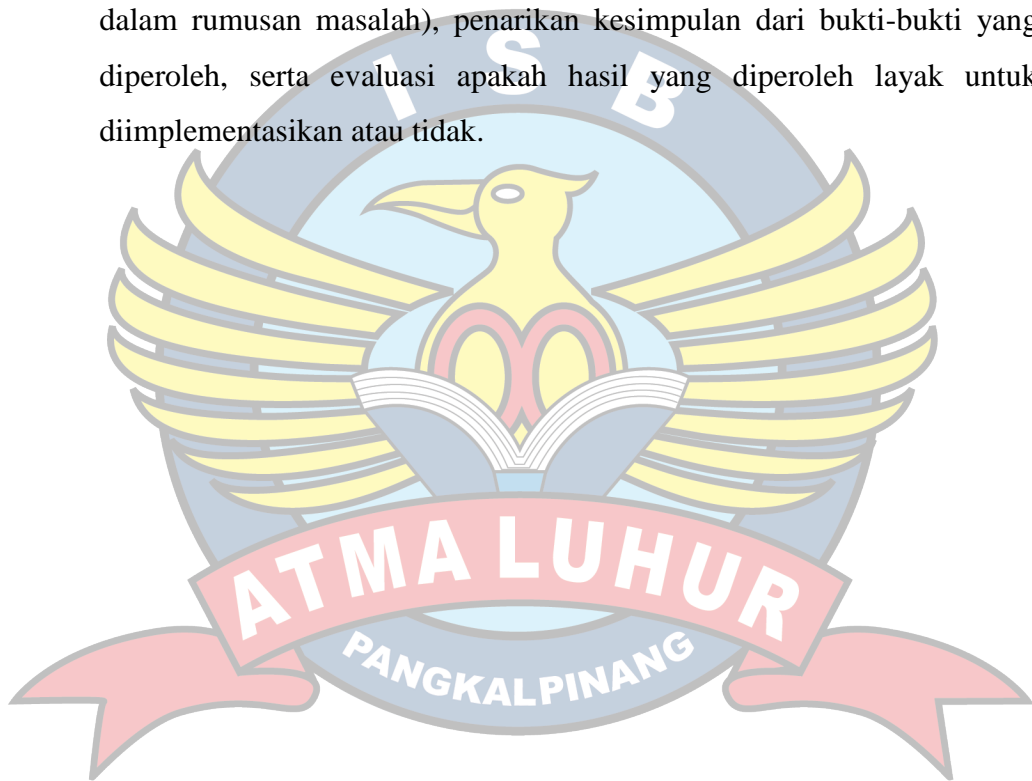 dalam rumusan masalah), penarikan kesimpulan dari bukti-bukti yang
diperoleh, serta evaluasi apakah hasil yang diperoleh layak untuk
diimplementasikan atau tidak.
I S B
ATMA LUHUR
PANGKALPINANG